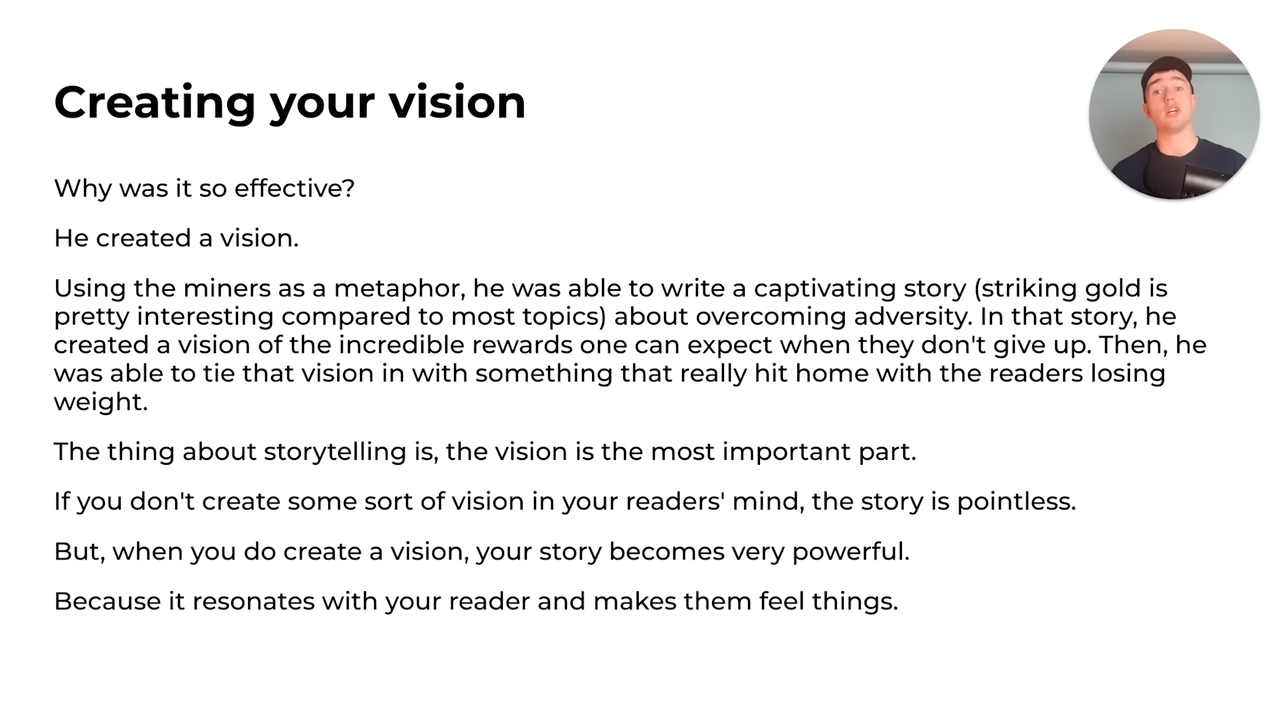 Creating your vision
Why was it so effective?
He created a vision.
Using the miners as a metaphor, he was able to write a captivating story (striking gold is
pretty interesting compared to most topics) about overcoming adversity. In that story, he
created a vision of the incredible rewards one can expect when they don't give up. Then, he
was able to tie that vision in with something that really hit home with the readers losing
weight.
The thing about storytelling is, the vision is the most important part.
If you don't create some sort of vision in your readers' mind, the story is pointless.
But, when you do create a vision, your story becomes very powerful.
Because it resonates with your reader and makes them feel things.